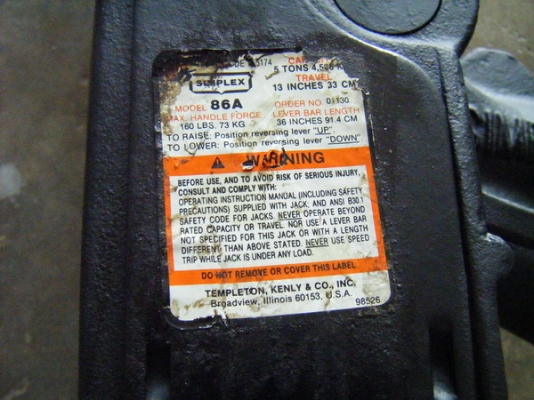 DE 53174
SIMPLEX
MODEL 86A
MAX. HANDLE FORCE
160 LBS. 73 KG
5 TONS 4,536 K
TRAVEL
13 INCHES 33 CM
ORDER NO. 01130
LEVER BAR LENGTH
36 INCHES 91.4 CM
TO RAISE: Position reversing lever "UP".
TO LOWER: Position reversing lever "DOWN"
WARNING
BEFORE USE, AND TO AVOID RISK OF SERIOUS INJURY,
CONSULT AND COMPLY WITH:
OPERATING INSTRUCTION MANUAL (INCLUDING SAFETY
PRECAUTIONS) SUPPLIED WITH JACK, AND ANSI B30.1
SAFETY CODE FOR JACKS. NEVER OPERATE BEYOND
RATED CAPACITY OR TRAVEL. NOR USE A LEVER BAR
NOT SPECIFIED FOR THIS JACK OR WITH A LENGTH
DIFFERENT THAN ABOVE STATED. NEVER USE SPEED
TRIP WHILE JACK IS UNDER ANY LOAD.
DO NOT REMOVE OR COVER THIS LABEL
TEMPLETON, KENLY & CO., INC.
Broadview, Illinois 60153, U.S.A.
98526